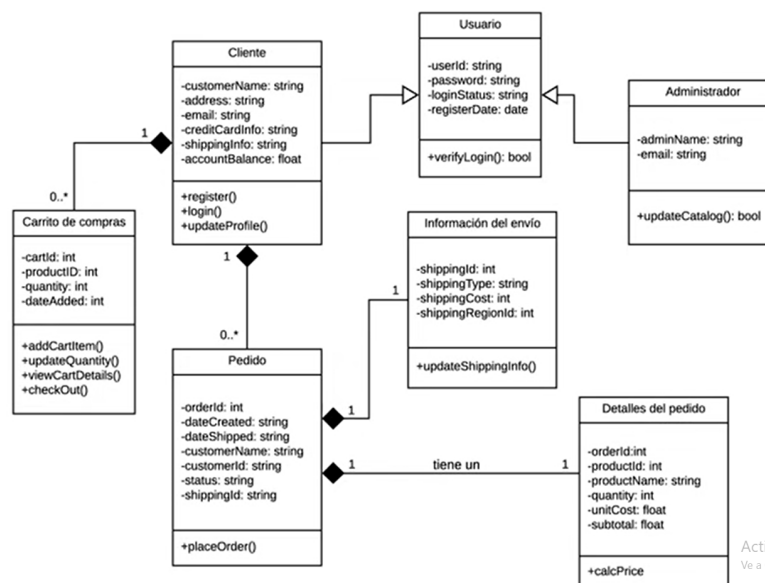 Usuario
-userId: string
-password: string
-loginStatus: string
-registerDate: date
+verifyLogin(): bool
Cliente
-customerName: string
-address: string
-email: string
-creditCardInfo: string
-shippingInfo: string
-accountBalance: float
+register()
+login()
+updateProfile()
Administrador
-adminName: string
-email: string
+updateCatalog(): bool
1
0..*
Carrito de compras
-cartId: int
-productID: int
-quantity: int
-dateAdded: int
+addCartItem()
+updateQuantity()
+viewCartDetails()
+checkOut()
1
0..*
Información del envío
-shippingId: int
-shippingType: string
-shippingCost: int
-shippingRegionId: int
+updateShippingInfo()
1
1
Pedido
-orderId: int
-dateCreated: string
-dateShipped: string
-customerName: string
-customerId: string
-status: string
-shippingId: string
+placeOrder()
1 tiene un 1
Detalles del pedido
-orderId:int
-productId: int
-productName: string
-quantity: int
-unitCost: float
-subtotal: float
+calcPrice
Acti
Ve a